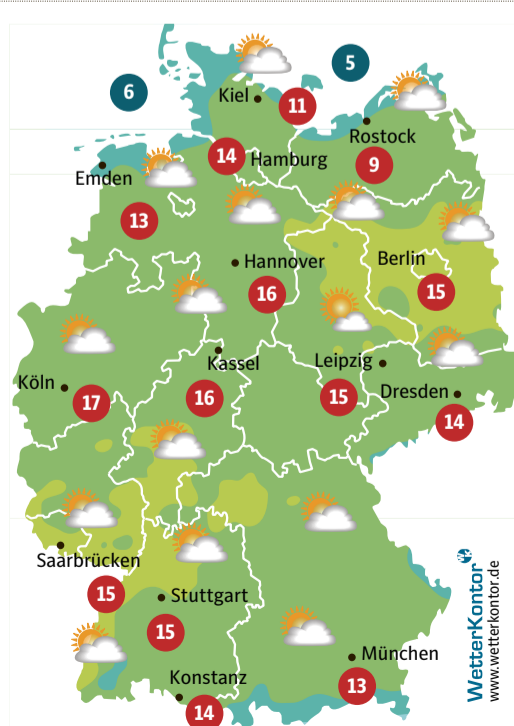 5
6
Kiel
11
Rostock
14
Hamburg
9
Emden
13
Hannover
Berlin
16
15
Kassel
Leipzig
Köln
17
16
15
Dresden
14
Saarbrücken
15
Stuttgart
15
München
Konstanz
13
14
WetterKontor
www.wetterkontor.de